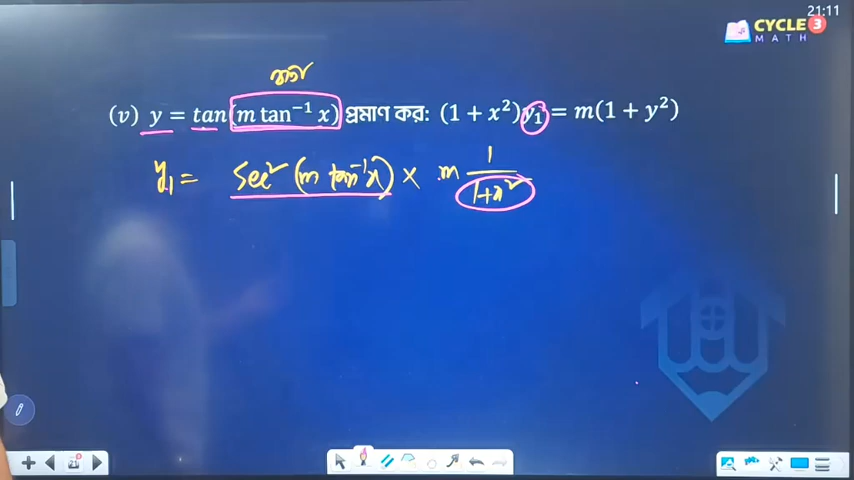 21:11
CYCLE 3
MATH
(v) y = tan(m tan⁻¹ x) প্রমাণ কর: (1 + x²)y₁ = m(1 + y²)
y₁ = Sec² (m tan⁻¹x) × m 1/(1+x²)
21